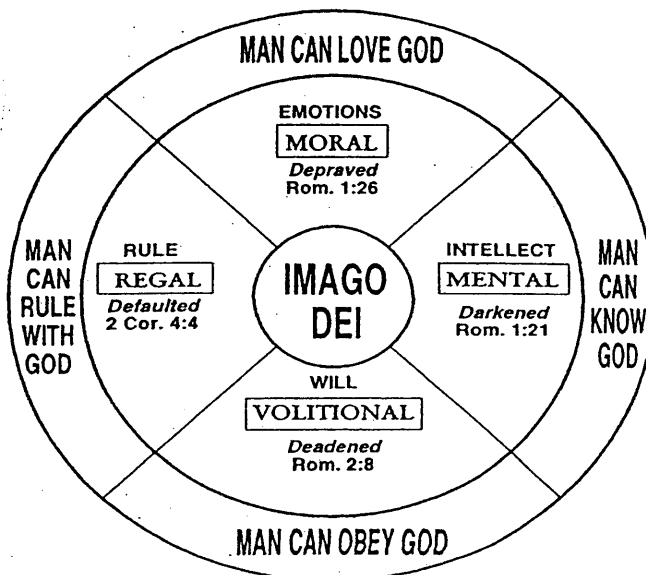 MAN CAN LOVE GOD
EMOTIONS
MORAL
Depraved
Rom. 1:26
MAN
CAN
RULE
WITH
GOD
RULE
REGAL
Defaulted
2 Cor. 4:4
IMAGO
DEI
INTELLECT
MENTAL
Darkened
Rom. 1:21
MAN
CAN
KNOW
GOD
WILL
VOLITIONAL
Deadened
Rom. 2:8
MAN CAN OBEY GOD